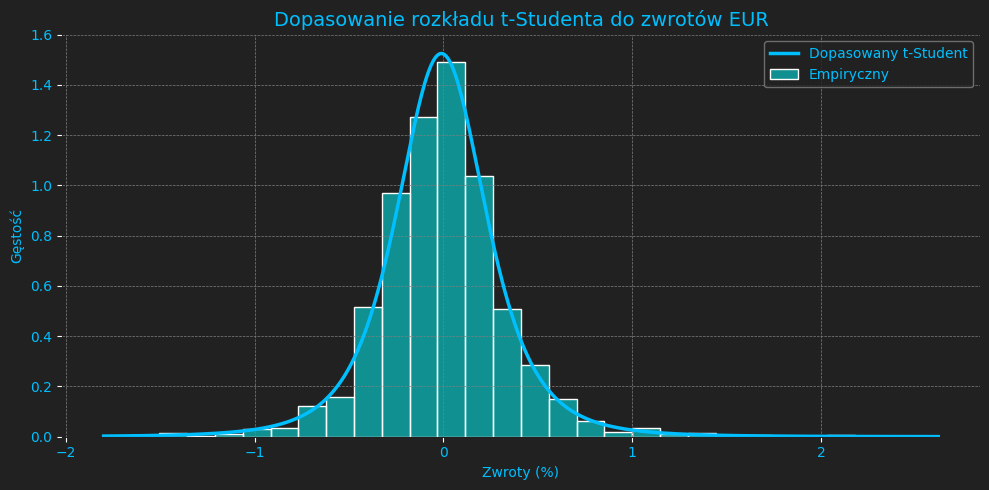 Dopasowanie rozkładu t-Studenta do zwrotów EUR
Dopasowany t-Student
Empiryczny
1.6
1.4
1.2
1.0
0.8
0.6
0.4
0.2
0.0
Gęstość
−2
−1
0
1
2
Zwroty (%)